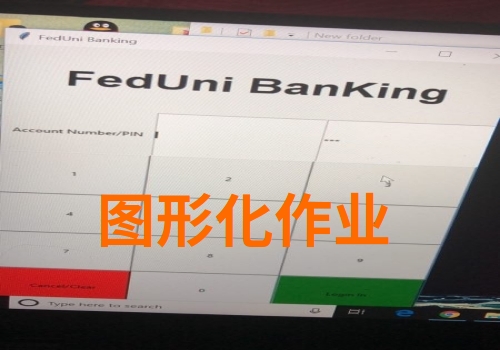 New folder
FedUni Banking
FedUni BanKing
Account Number/PIN
***
1 2 3
4
图形化作业
7 8 9
Cancel/Clear 0 Log In
Type here to search